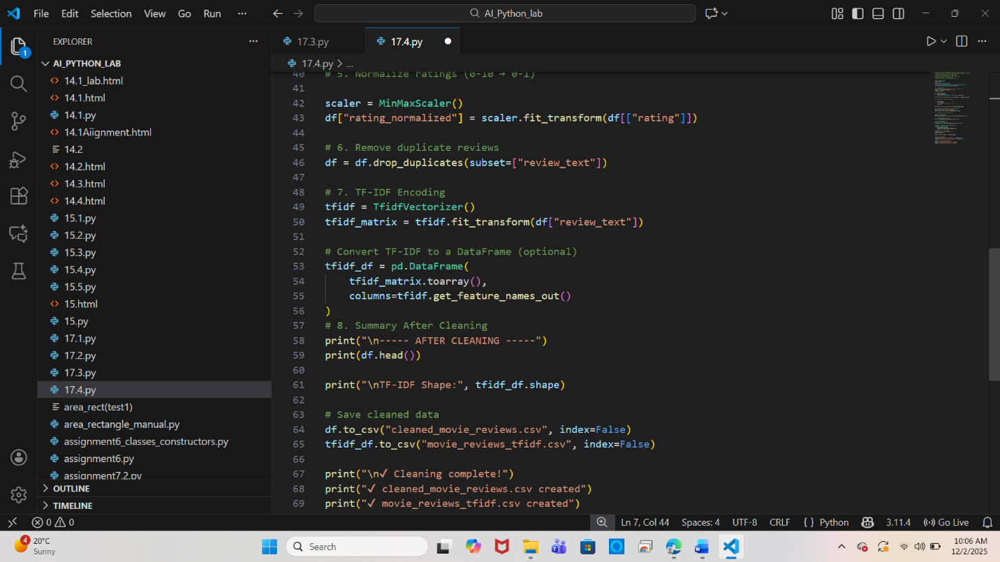 File Edit Selection View Go Run ··· AI_Python_lab
EXPLORER ···
1
17.3.py 17.4.py
17.4.py > ...
AI_PYTHON_LAB
14.1_lab.html
14.1.html
14.1.py
14.1Aiignment.html
14.2
14.2.html
14.3.html
14.4.html
15.1.py
15.2.py
15.3.py
15.4.py
15.5.py
15.html
15.py
17.1.py
17.2.py
17.3.py
17.4.py
area_rect(test1)
area_rectangle_manual.py
assignment6_classes_constructors.py
assignment6.py
assignment7.2.py
OUTLINE
TIMELINE
40 # 5. Normalize ratings (0-10 → 0-1)
41
42 scaler = MinMaxScaler()
43 df["rating_normalized"] = scaler.fit_transform(df[["rating"]])
44
45 # 6. Remove duplicate reviews
46 df = df.drop_duplicates(subset=["review_text"])
47
48 # 7. TF-IDF Encoding
49 tfidf = TfidfVectorizer()
50 tfidf_matrix = tfidf.fit_transform(df["review_text"])
51
52 # Convert TF-IDF to a DataFrame (optional)
53 tfidf_df = pd.DataFrame(
54 tfidf_matrix.toarray(),
55 columns=tfidf.get_feature_names_out()
56 )
57 # 8. Summary After Cleaning
58 print("\n----- AFTER CLEANING -----")
59 print(df.head())
60
61 print("\nTF-IDF Shape:", tfidf_df.shape)
62
63 # Save cleaned data
64 df.to_csv("cleaned_movie_reviews.csv", index=False)
65 tfidf_df.to_csv("movie_reviews_tfidf.csv", index=False)
66
67 print("\n✓ Cleaning complete!")
68 print("✓ cleaned_movie_reviews.csv created")
69 print("✓ movie_reviews_tfidf.csv created")
0 0 Ln 7, Col 44 Spaces: 4 UTF-8 CRLF { } Python 3.11.4 Go Live
4
20°C
Sunny
Search
10:06 AM
12/2/2025